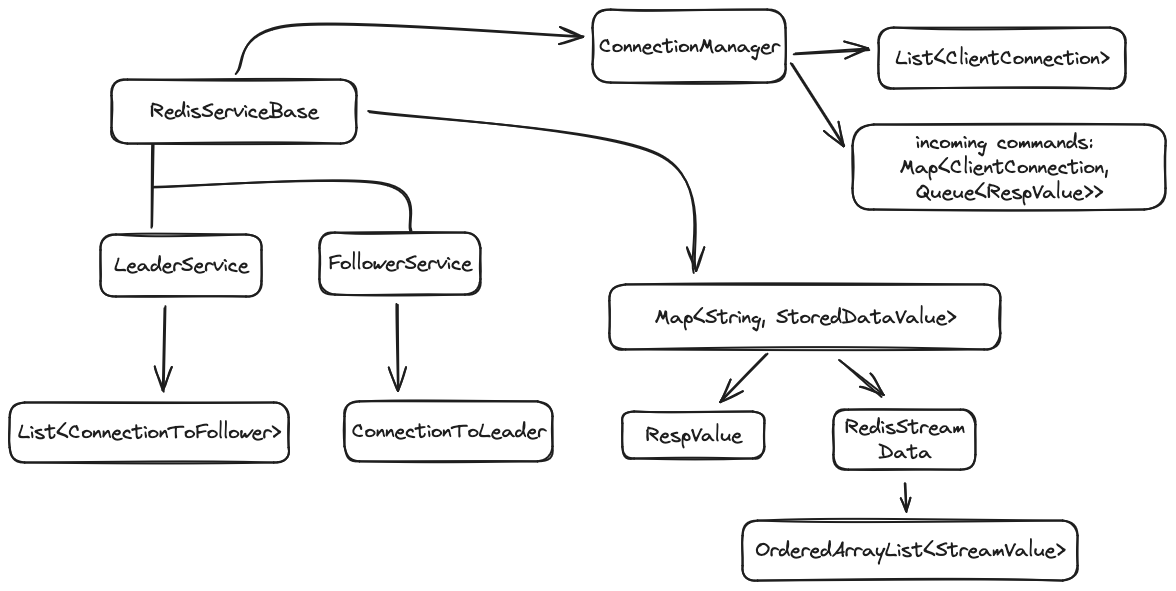 ConnectionManager
List<ClientConnection>
RedisServiceBase
incoming commands:
Map<ClientConnection,
Queue<RespValue>>
LeaderService
FollowerService
Map<String, StoredDataValue>
List<ConnectionToFollower>
ConnectionToLeader
RespValue
RedisStream
Data
OrderedArrayList<StreamValue>